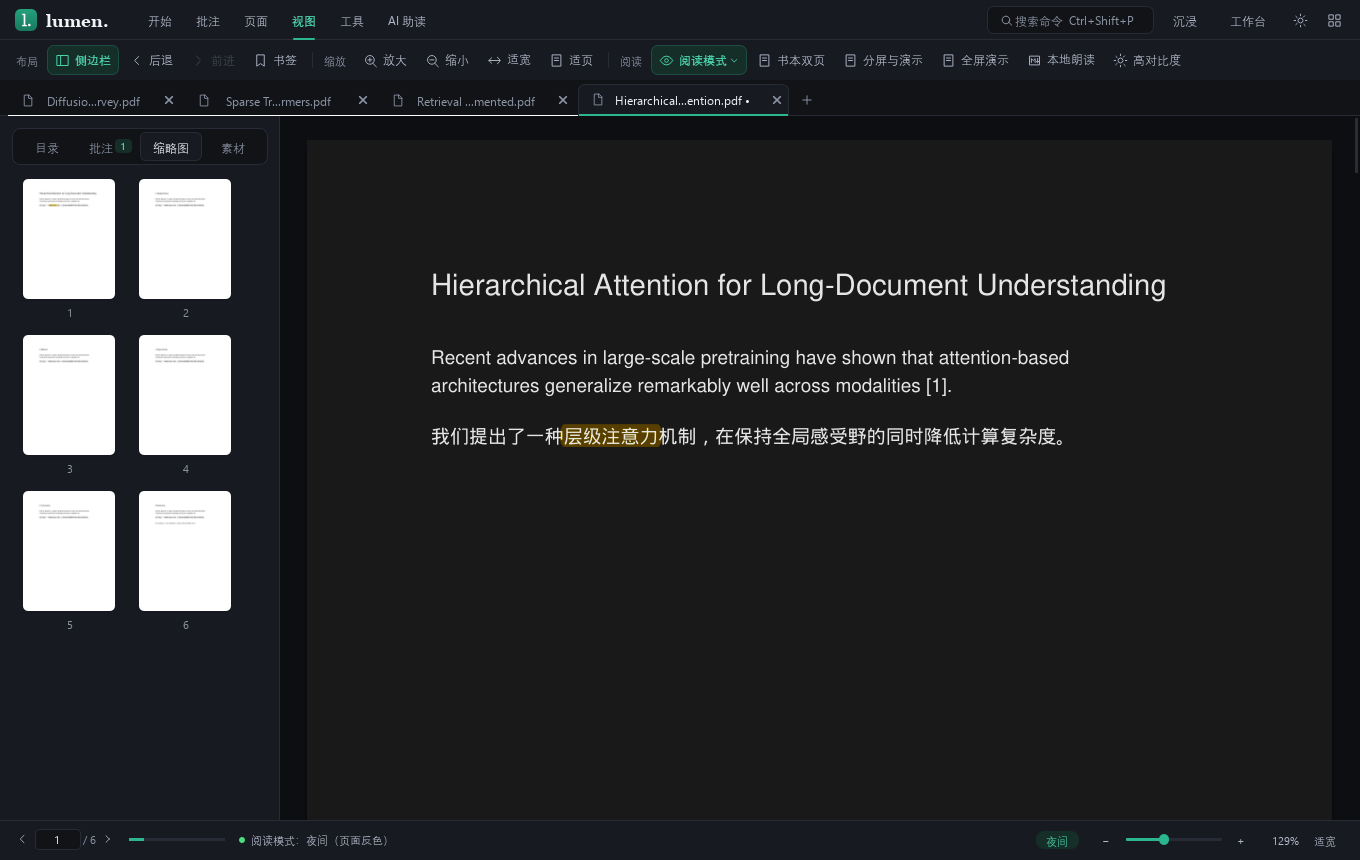 l. lumen.
开始 批注 页面 视图 工具 AI 助读 搜索命令 Ctrl+Shift+P 沉浸 工作台
布局 侧边栏 后退 前进 书签 缩放 放大 缩小 适宽 适页 阅读 阅读模式 书本双页 分屏与演示 全屏演示 本地朗读 高对比度
Diffusio...rvey.pdf Sparse Tr...rmers.pdf Retrieval ...mented.pdf Hierarchical...ention.pdf •
目录 批注 1 缩略图 素材
1 2
3 4
5 6
Hierarchical Attention for Long-Document Understanding
Recent advances in large-scale pretraining have shown that attention-based
architectures generalize remarkably well across modalities [1].
我们提出了一种层级注意力机制，在保持全局感受野的同时降低计算复杂度。
1 / 6 阅读模式：夜间（页面反色） 夜间 − + 129% 适宽